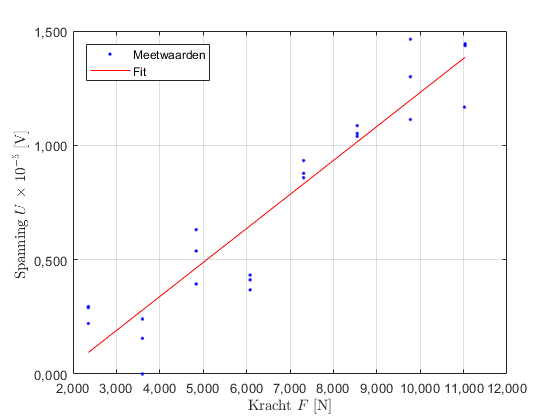 1,500
1,000
0,500
0,000
Spanning U × 10⁻⁵ [V]
Meetwaarden
Fit
2,000 3,000 4,000 5,000 6,000 7,000 8,000 9,000 10,000 11,000 12,000
Kracht F [N]